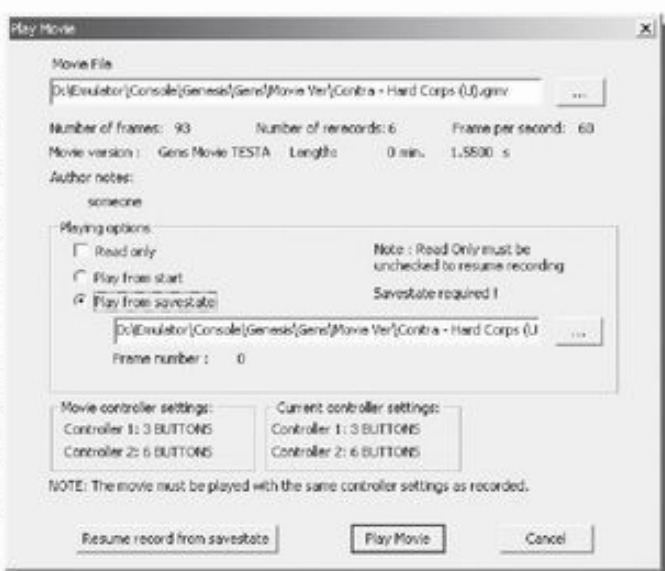 Play Movie
Movie File
D:\Emulator\Console\Genesis\Gens\Movie Ver\Contra - Hard Corps (U).gmv ...
Number of frames: 93 Number of rerecords: 6 Frame per second: 60
Movie version : Gens Movie TESTA Length: 0 min. 1.5500 s
Author notes:
someone
Playing options
Read only
Note : Read Only must be
unchecked to resume recording
Play from start
Play from savestate
Savestate required !
D:\Emulator\Console\Genesis\Gens\Movie Ver\Contra - Hard Corps (U ...
Frame number : 0
Movie controller settings:
Controller 1: 3 BUTTONS
Controller 2: 6 BUTTONS
Current controller settings:
Controller 1: 3 BUTTONS
Controller 2: 6 BUTTONS
NOTE: The movie must be played with the same controller settings as recorded.
Resume record from savestate Play Movie Cancel